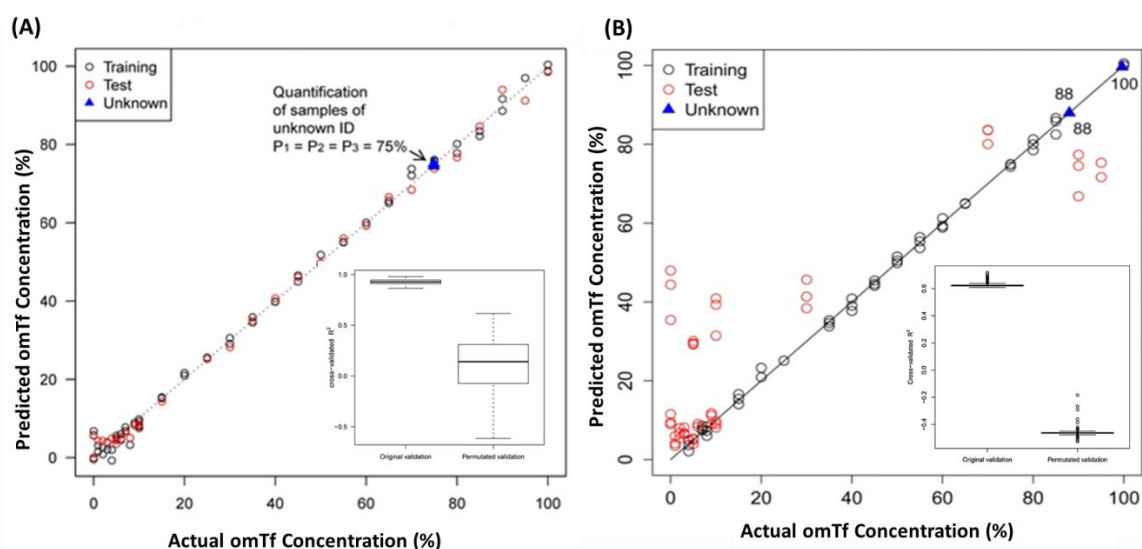 (A)
Training
Test
Unknown
Quantification
of samples of
unknown ID
P1 = P2 = P3 = 75%
Predicted omTf Concentration (%)
100
80
60
40
20
0
0 20 40 60 80 100
Actual omTf Concentration (%)
cross-validated R²
1.0
0.5
0.0
−0.5
Original validation Permutated validation
(B)
Training
Test
Unknown
88
100
88
Predicted omTf Concentration (%)
100
80
60
40
20
0
0 20 40 60 80 100
Actual omTf Concentration (%)
Cross-validated R²
0.6
0.4
0.2
0.0
−0.2
−0.4
Original validation Permutated validation